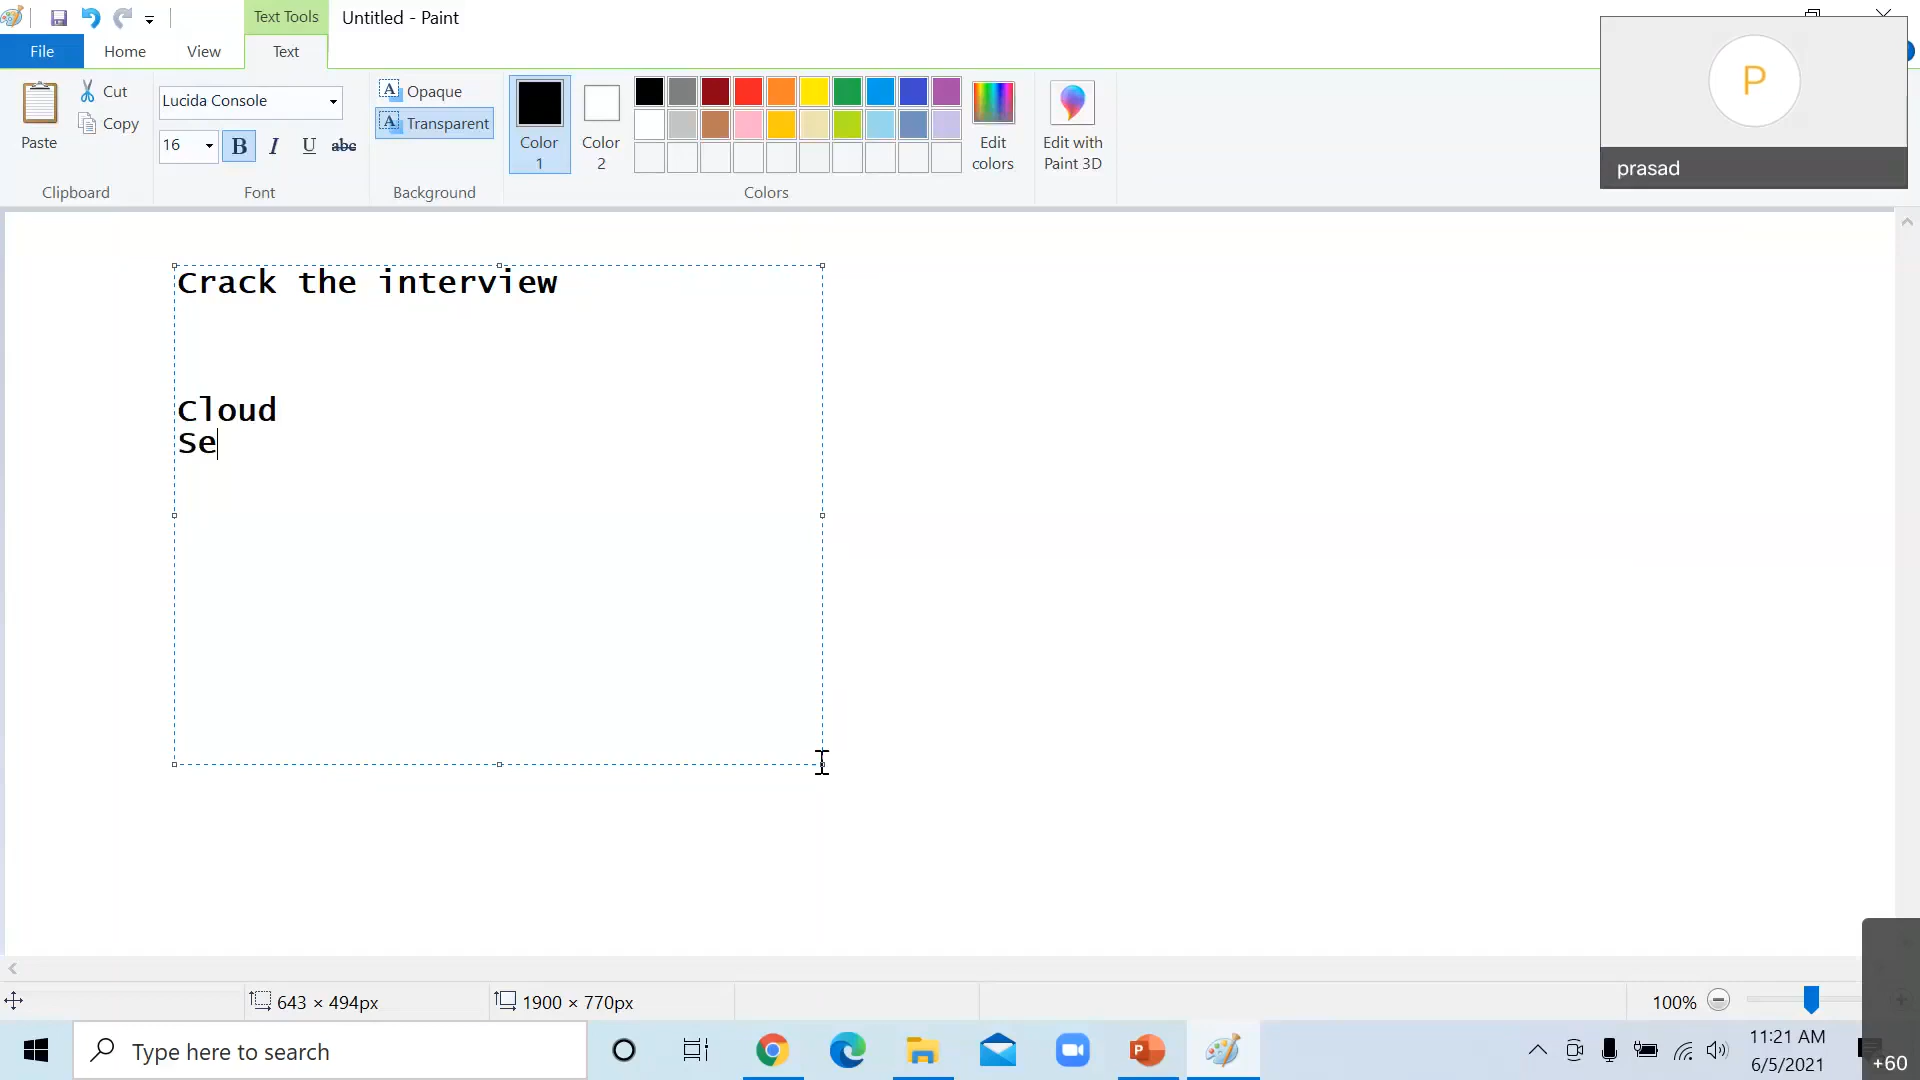 Text Tools
Untitled - Paint
File
Home
View
Text
Paste
Cut
Copy
Clipboard
Lucida Console
16
B
I
U
abc
Font
A Opaque
A Transparent
Background
Color 1
Color 2
Colors
Edit colors
Edit with Paint 3D
P
prasad
Crack the interview
Cloud
Se
643 × 494px
1900 × 770px
100%
Type here to search
11:21 AM
6/5/2021
+60